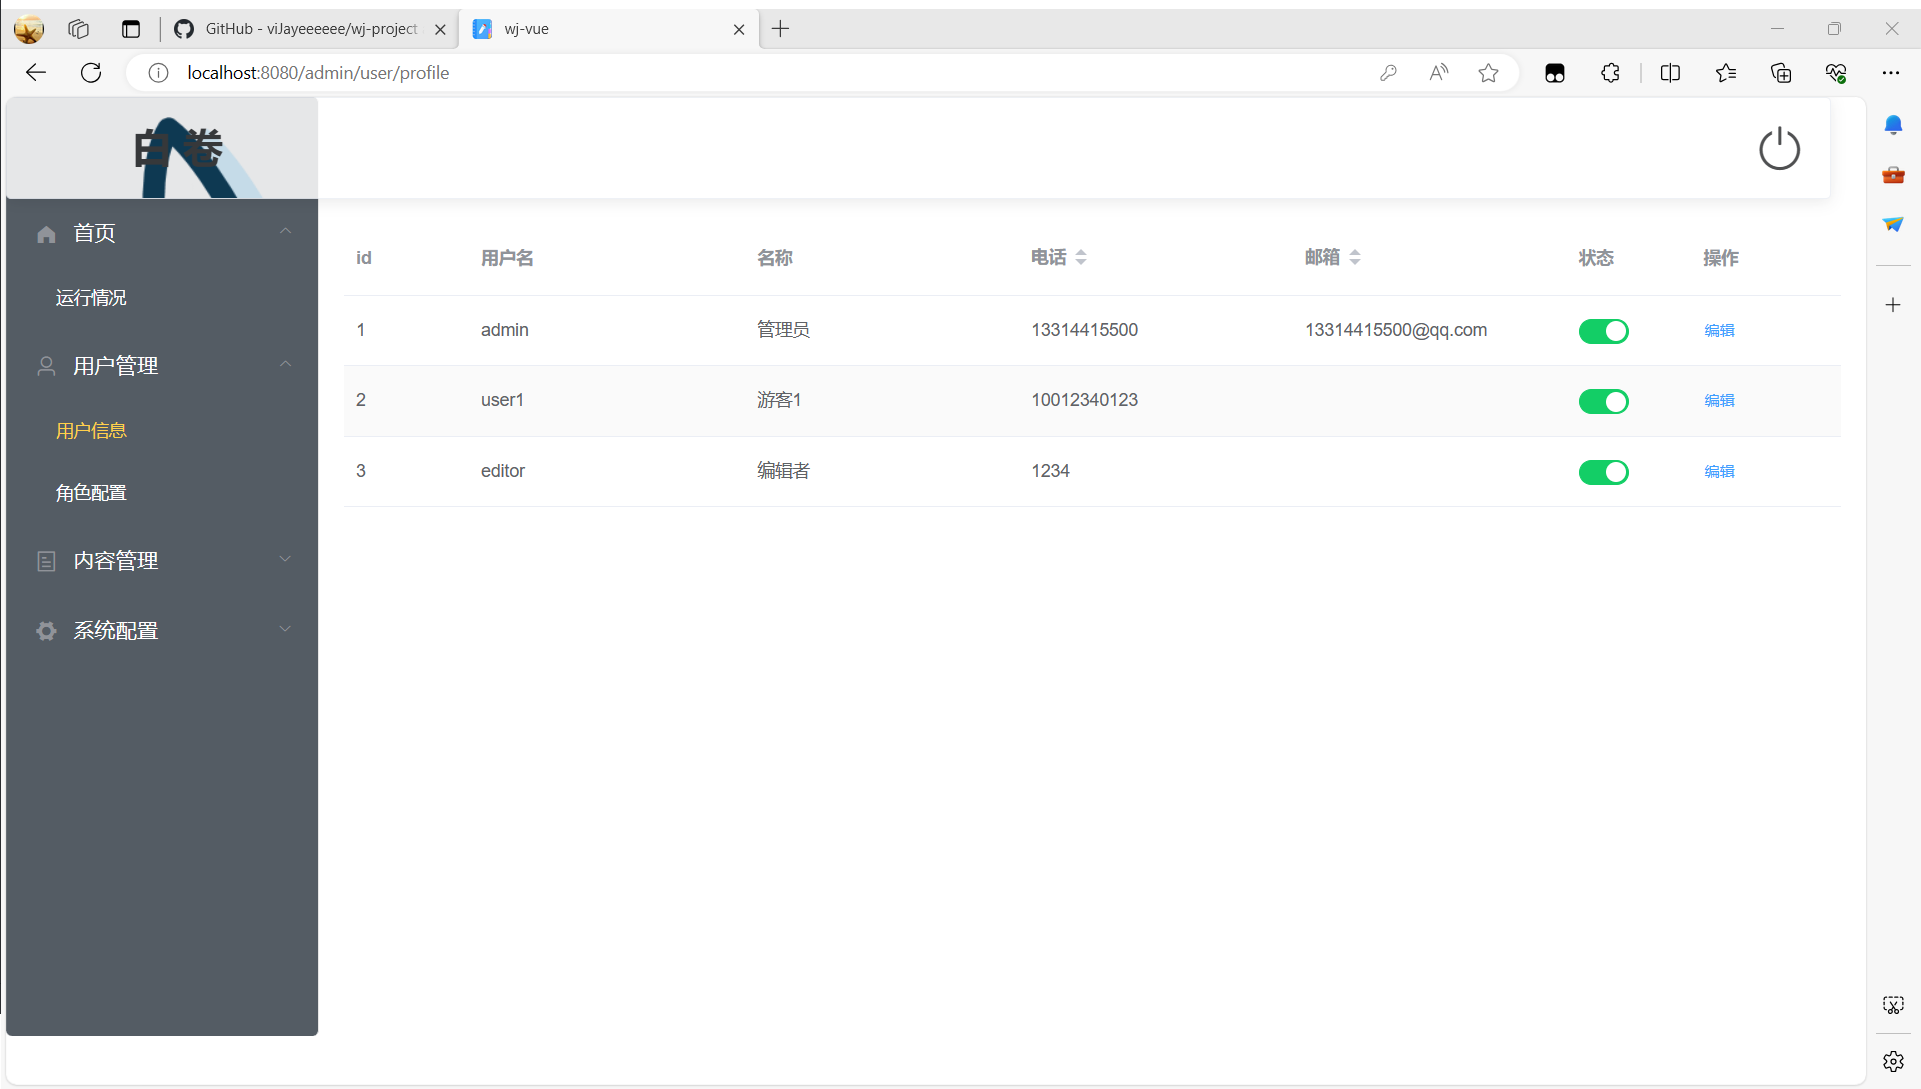 GitHub - viJayeeeeee/wj-project
wj-vue
localhost:8080/admin/user/profile
白卷
首页
运行情况
用户管理
用户信息
角色配置
内容管理
系统配置
id 用户名 名称 电话 邮箱 状态 操作
1 admin 管理员 13314415500 13314415500@qq.com 编辑
2 user1 游客1 10012340123 编辑
3 editor 编辑者 1234 编辑